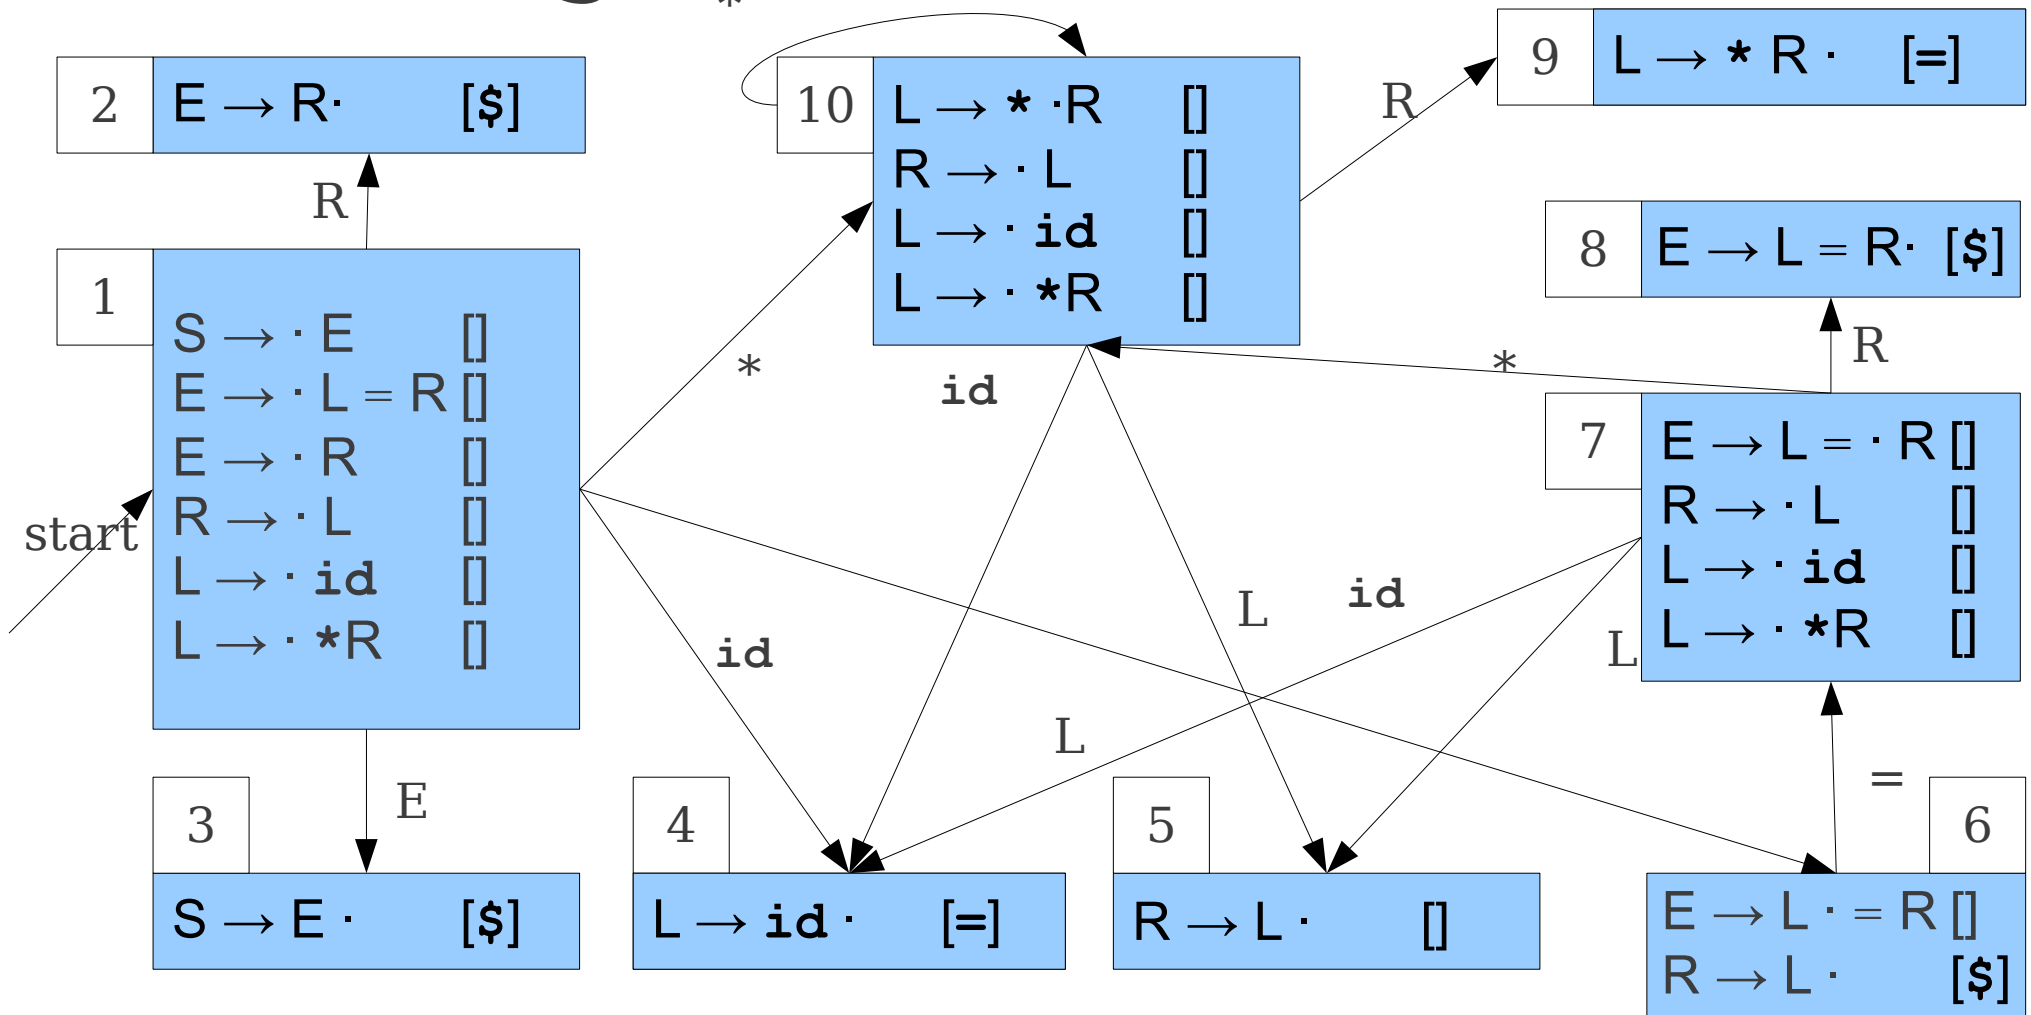 *
2
E → R· [$]
R
1
S → · E []
E → · L = R []
E → · R []
R → · L []
L → · id []
L → · *R []
start
E
3
S → E · [$]
10
L → * ·R []
R → · L []
L → · id []
L → · *R []
R
9
L → * R · [=]
8
E → L = R· [$]
R
7
E → L = · R []
R → · L []
L → · id []
L → · *R []
*
id
*
id
L
id
L
L
=
4
L → id · [=]
5
R → L · []
6
E → L · = R []
R → L · [$]